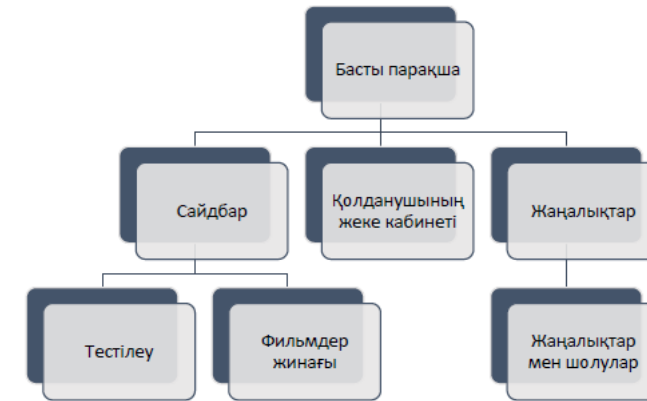 Басты парақша
Сайдбар
Қолданушының
жеке кабинеті
Жаңалықтар
Тестілеу
Фильмдер
жинағы
Жаңалықтар
мен шолулар